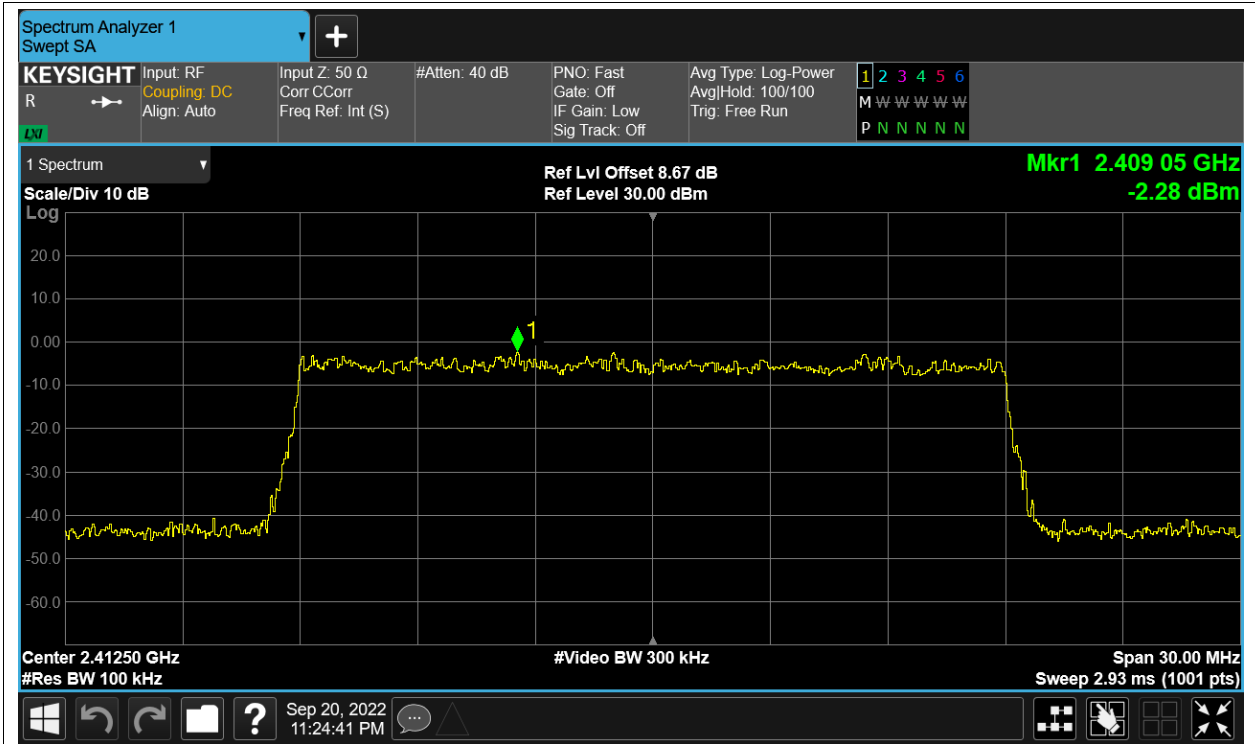 Spectrum Analyzer 1
Swept SA
▼
+
KEYSIGHT
R
LXI
Input: RF
Coupling: DC
Align: Auto
Input Z: 50 Ω
Corr CCorr
Freq Ref: Int (S)
#Atten: 40 dB
PNO: Fast
Gate: Off
IF Gain: Low
Sig Track: Off
Avg Type: Log-Power
Avg|Hold: 100/100
Trig: Free Run
1 2 3 4 5 6
M W W W W W
P N N N N N
1 Spectrum
▼
Scale/Div 10 dB
Log
Ref Lvl Offset 8.67 dB
Ref Level 30.00 dBm
Mkr1 2.409 05 GHz
-2.28 dBm
1
20.0
10.0
0.00
-10.0
-20.0
-30.0
-40.0
-50.0
-60.0
Center 2.41250 GHz
#Res BW 100 kHz
#Video BW 300 kHz
Span 30.00 MHz
Sweep 2.93 ms (1001 pts)
?
Sep 20, 2022
11:24:41 PM